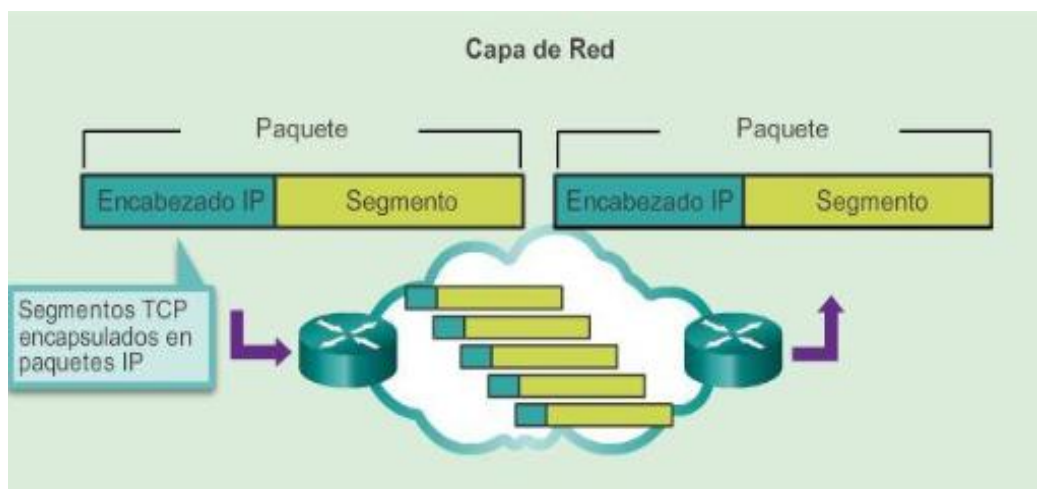 Capa de Red
Paquete
Paquete
Encabezado IP
Segmento
Encabezado IP
Segmento
Segmentos TCP
encapsulados en
paquetes IP